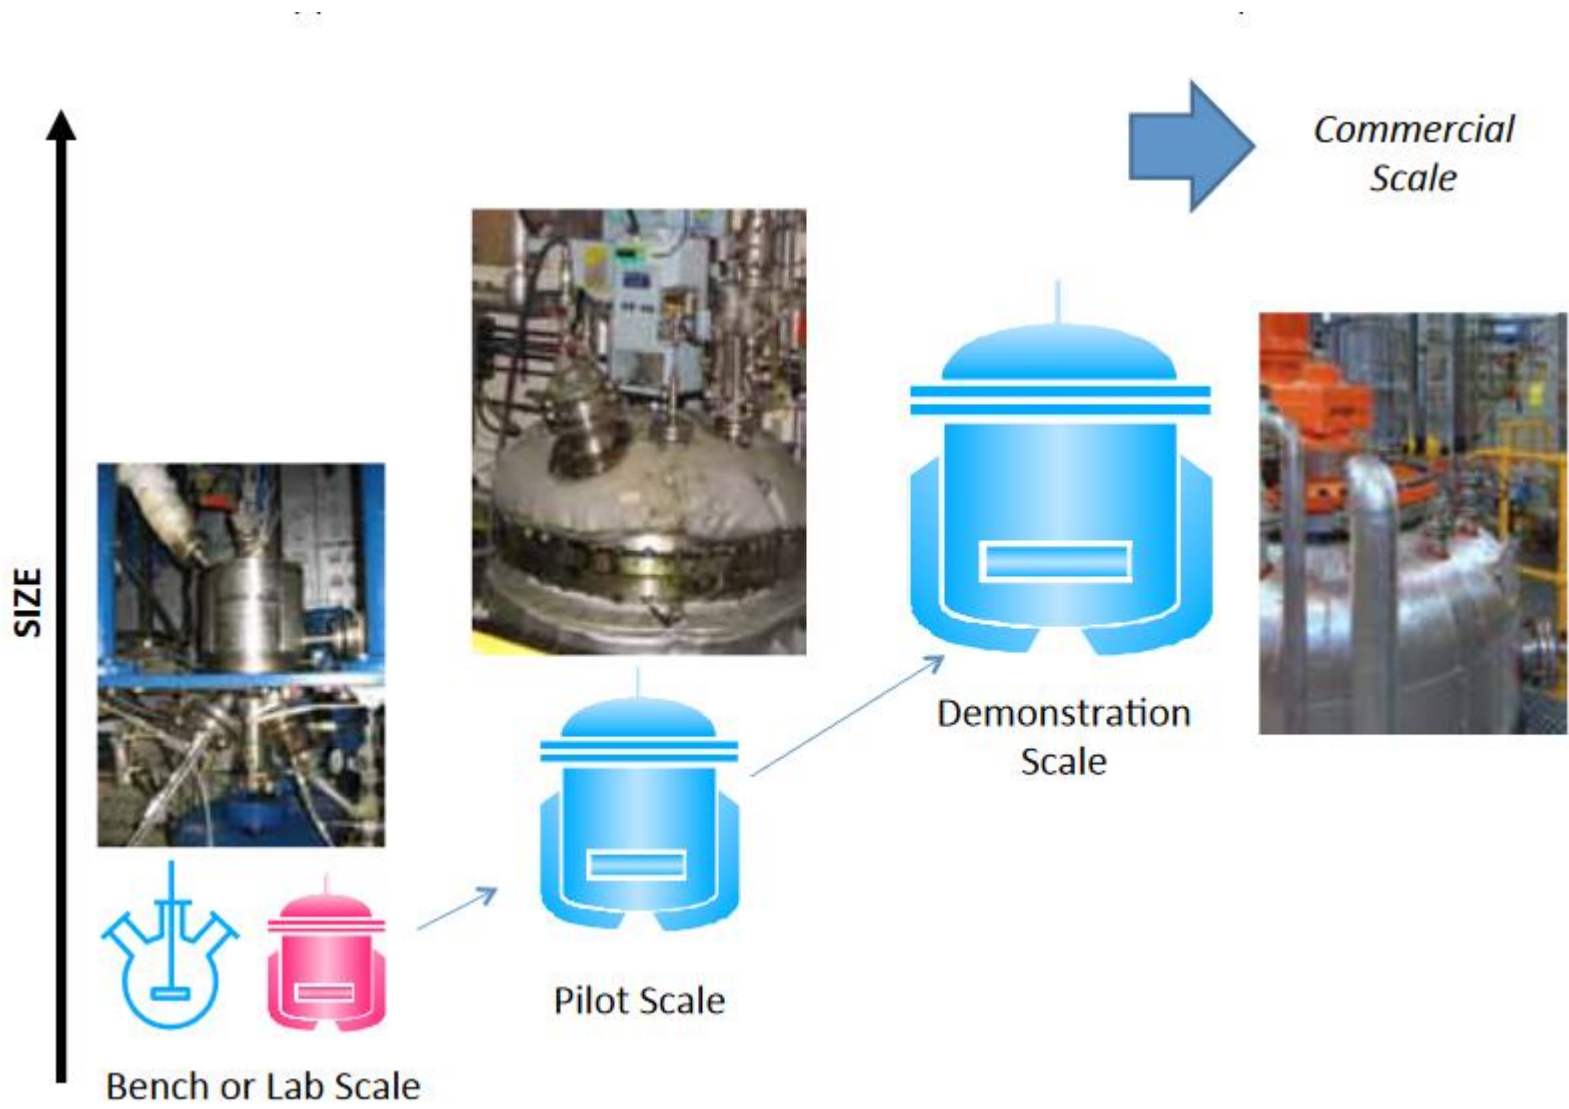 Commercial
Scale
SIZE
Demonstration
Scale
Pilot Scale
Bench or Lab Scale